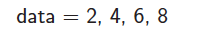 data = 2, 4, 6, 8